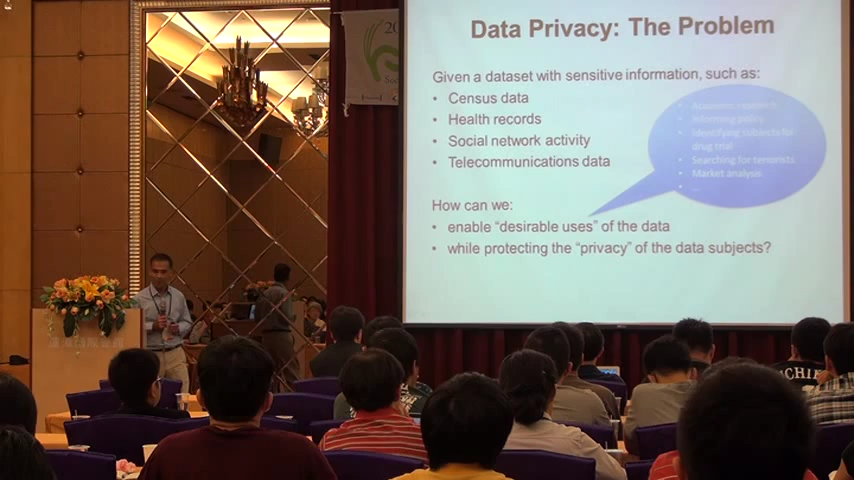 Data Privacy: The Problem
Given a dataset with sensitive information, such as:
• Census data
• Health records
• Social network activity
• Telecommunications data
• Academic research
• Informing policy
• Identifying subjects for
drug trial
• Searching for terrorists
• Market analysis
• ...
How can we:
• enable “desirable uses” of the data
• while protecting the “privacy” of the data subjects?
20